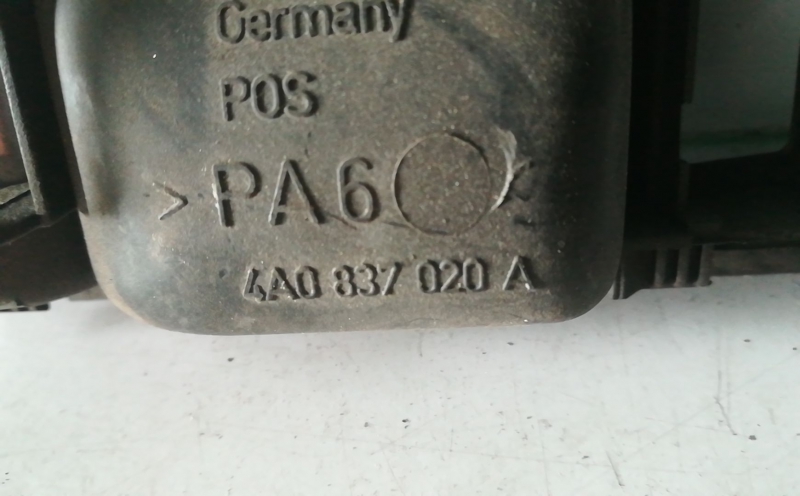 Germany
POS
>PA6<
4A0 837 020 A